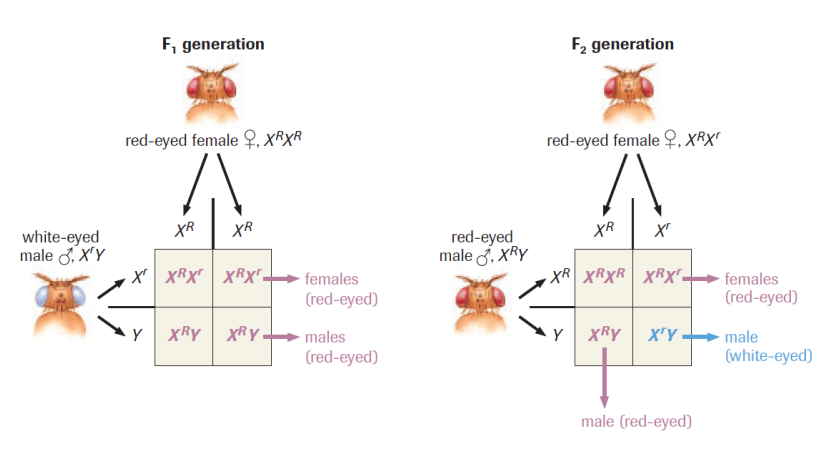 F₁ generation
red-eyed female ♀, XᴿXᴿ
Xᴿ Xᴿ
white-eyed
male ♂, XʳY
Xʳ XᴿXʳ XᴿXʳ females
(red-eyed)
Y XᴿY XᴿY males
(red-eyed)
F₂ generation
red-eyed female ♀, XᴿXʳ
Xᴿ Xʳ
red-eyed
male ♂, XᴿY
Xᴿ XᴿXᴿ XᴿXʳ females
(red-eyed)
Y XᴿY XʳY male
(white-eyed)
male (red-eyed)